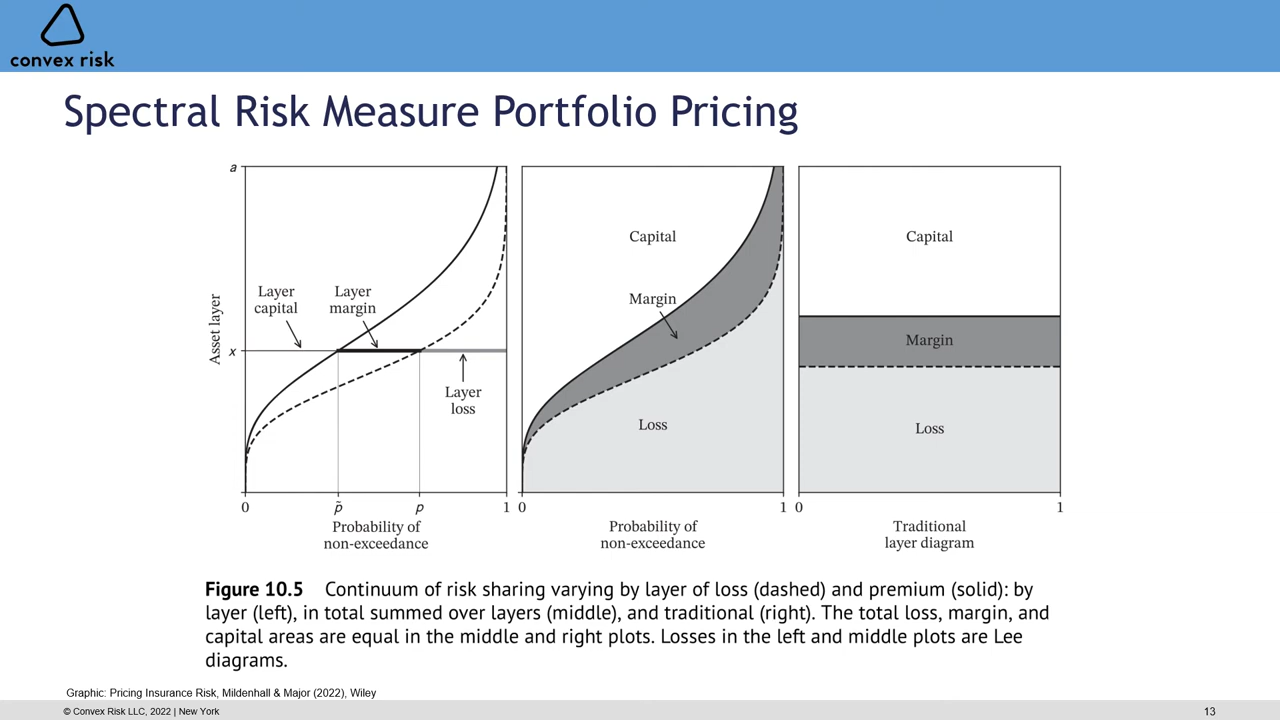 convex risk
Spectral Risk Measure Portfolio Pricing
a
Layer
capital
Layer
margin
Asset layer
x
Layer
loss
0
p̃
p
1
Probability of
non-exceedance
Capital
Margin
Loss
0
1
Probability of
non-exceedance
Capital
Margin
Loss
0
1
Traditional
layer diagram
Figure 10.5 Continuum of risk sharing varying by layer of loss (dashed) and premium (solid): by
layer (left), in total summed over layers (middle), and traditional (right). The total loss, margin, and
capital areas are equal in the middle and right plots. Losses in the left and middle plots are Lee
diagrams.
Graphic: Pricing Insurance Risk, Mildenhall & Major (2022), Wiley
© Convex Risk LLC, 2022 | New York
13